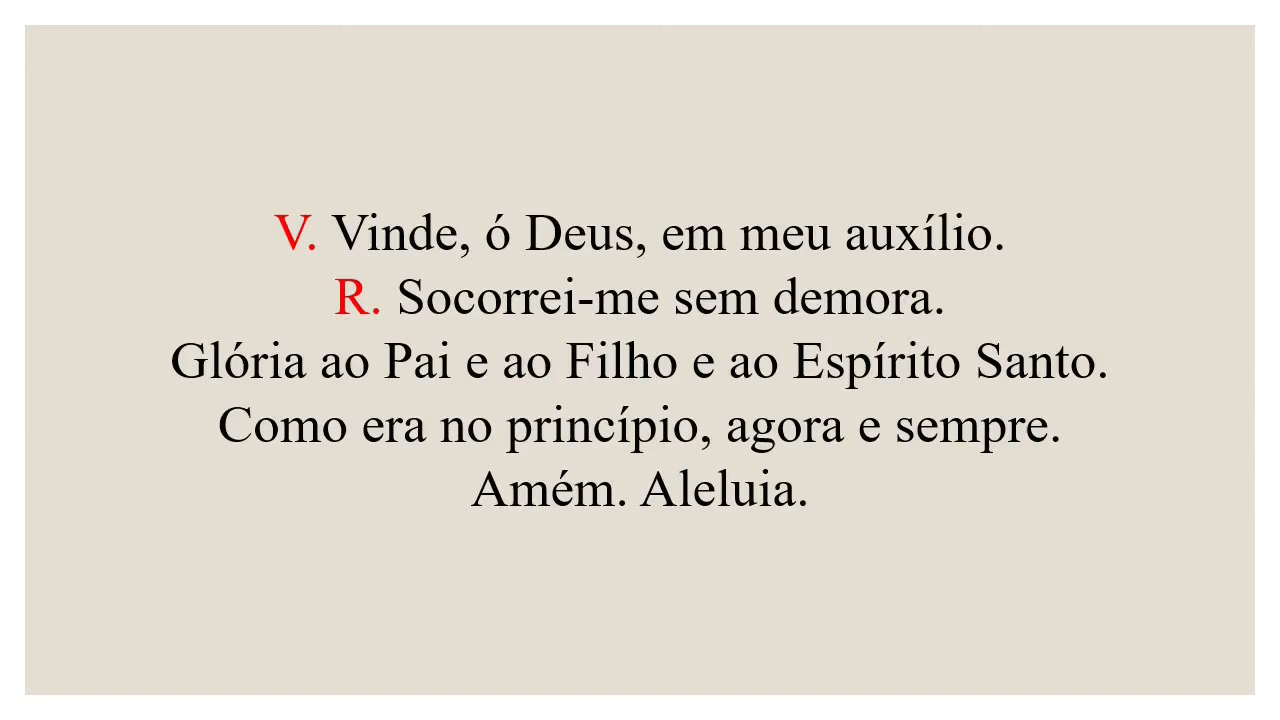 V. Vinde, ó Deus, em meu auxílio.
R. Socorrei-me sem demora.
Glória ao Pai e ao Filho e ao Espírito Santo.
Como era no princípio, agora e sempre.
Amém. Aleluia.